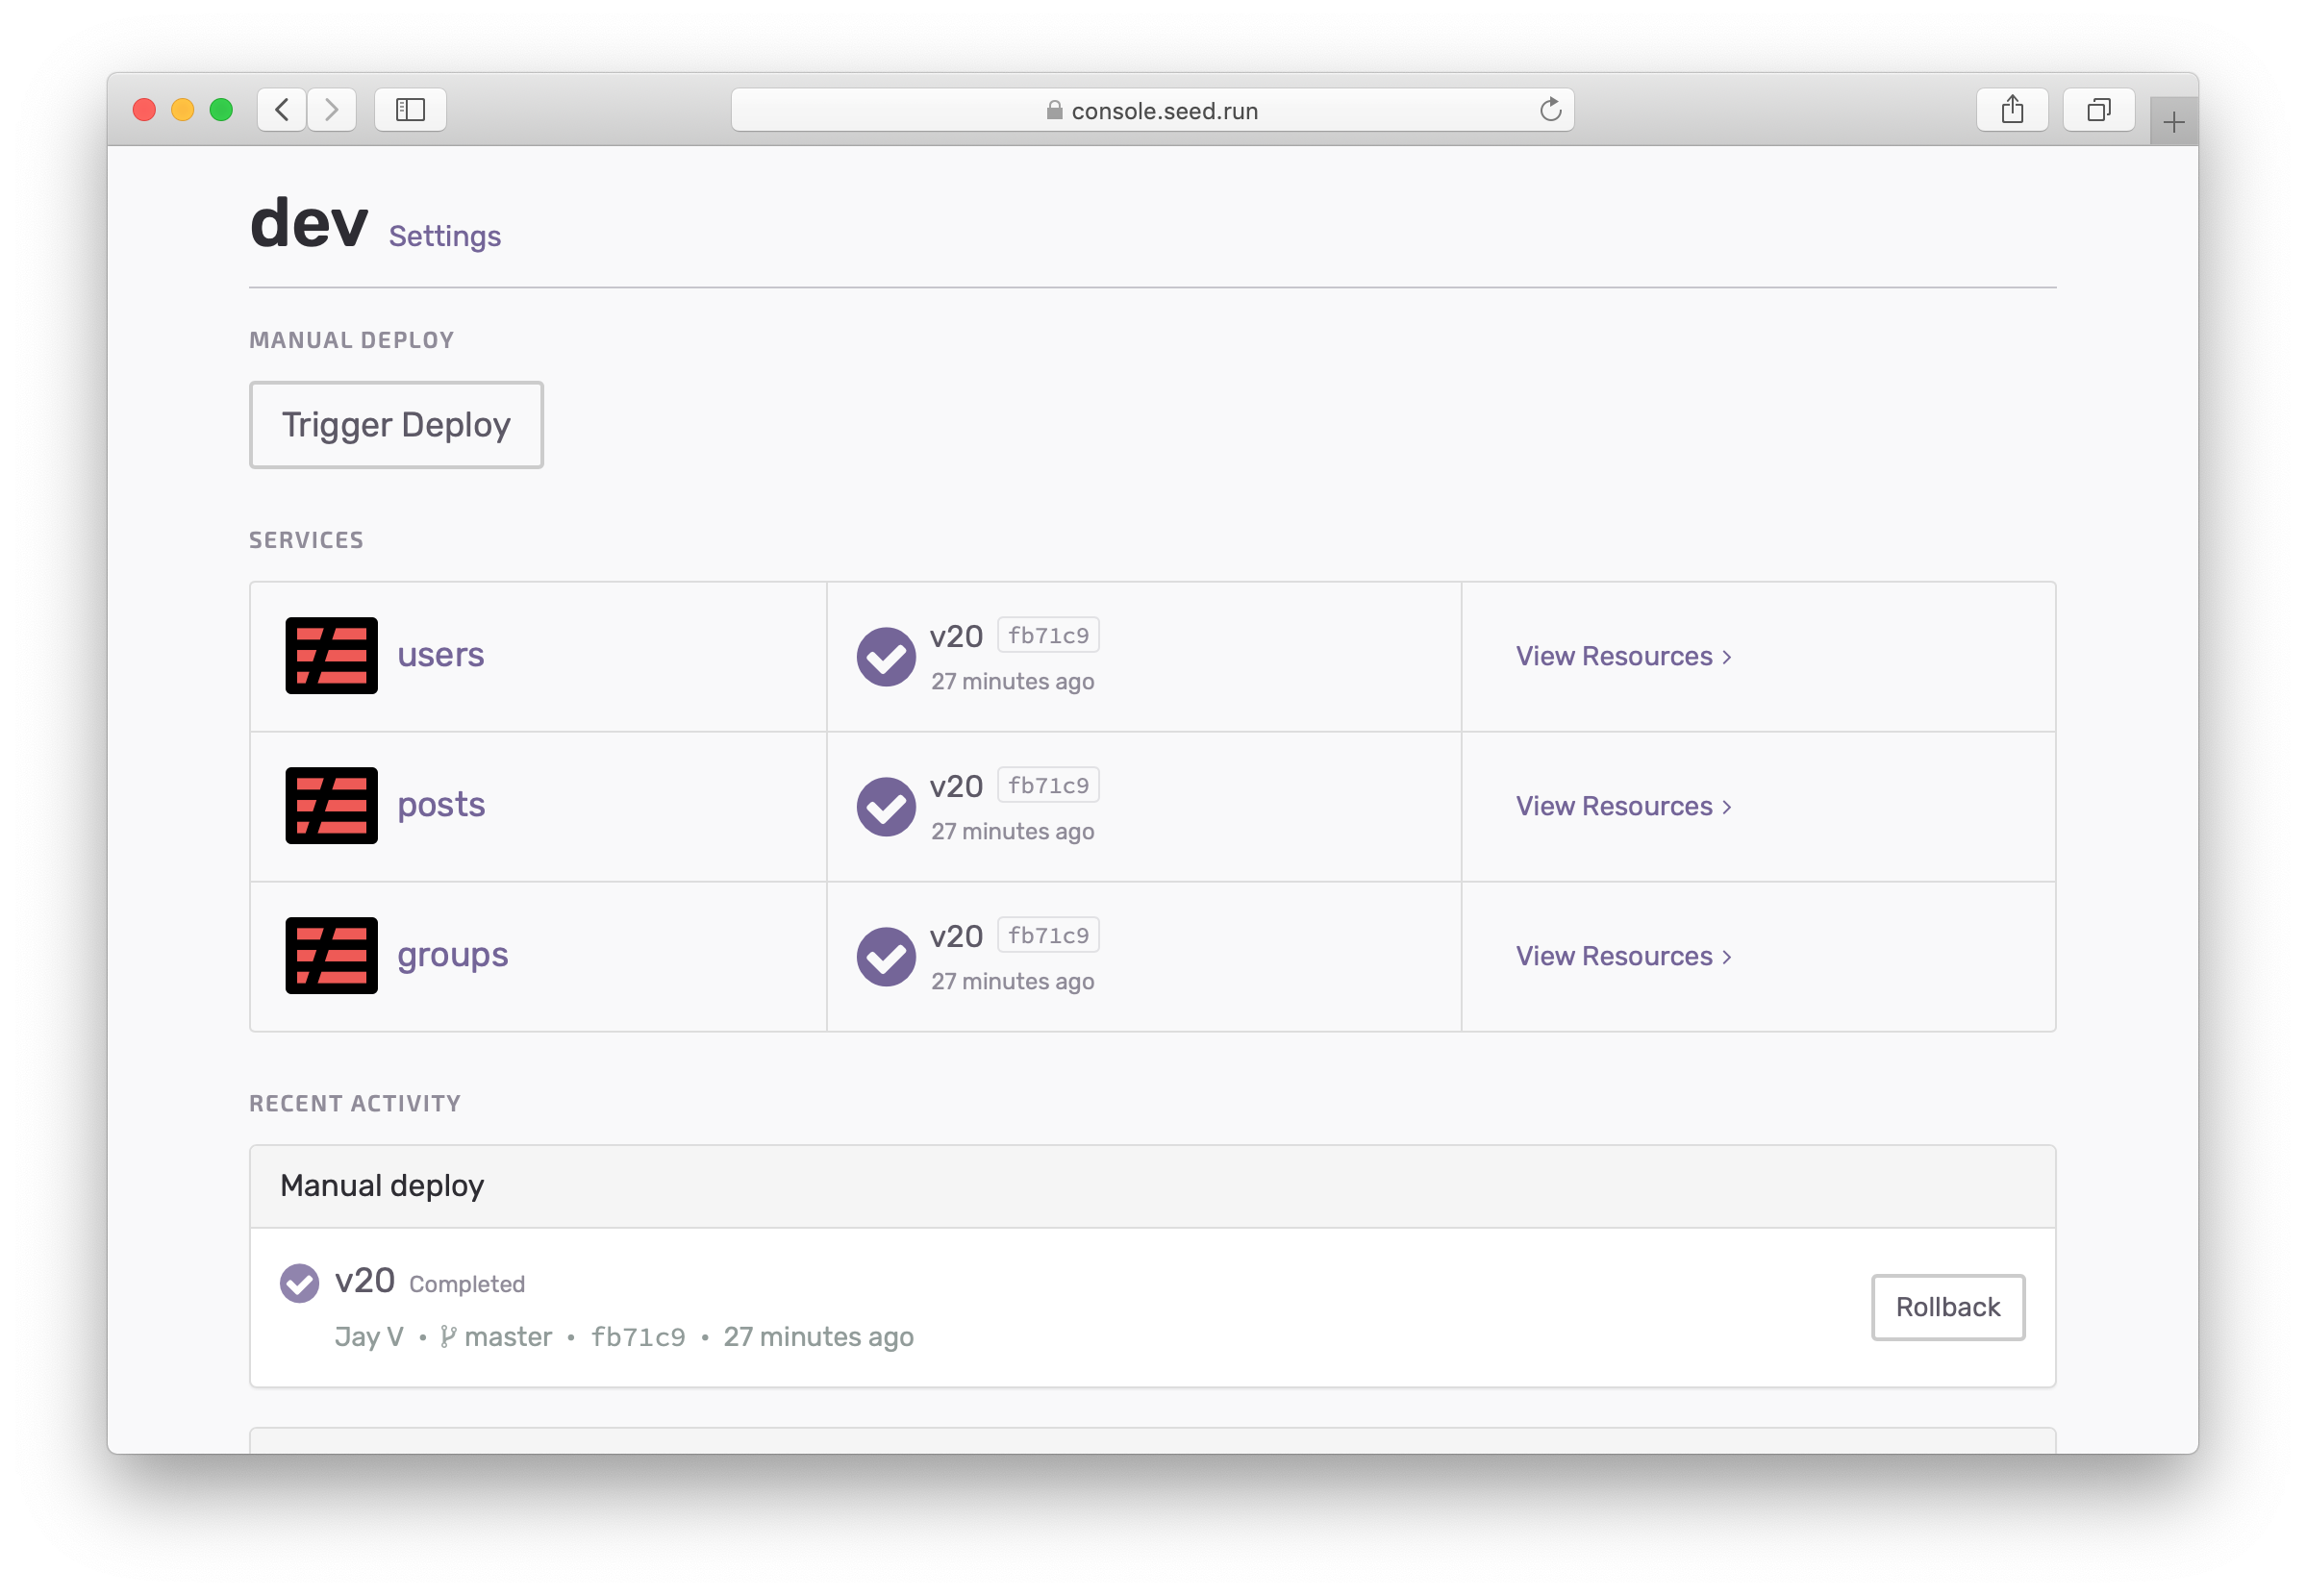 console.seed.run
dev Settings
MANUAL DEPLOY
Trigger Deploy
SERVICES
users
v20 fb71c9
27 minutes ago
View Resources >
posts
v20 fb71c9
27 minutes ago
View Resources >
groups
v20 fb71c9
27 minutes ago
View Resources >
RECENT ACTIVITY
Manual deploy
v20 Completed
Jay V • master • fb71c9 • 27 minutes ago
Rollback